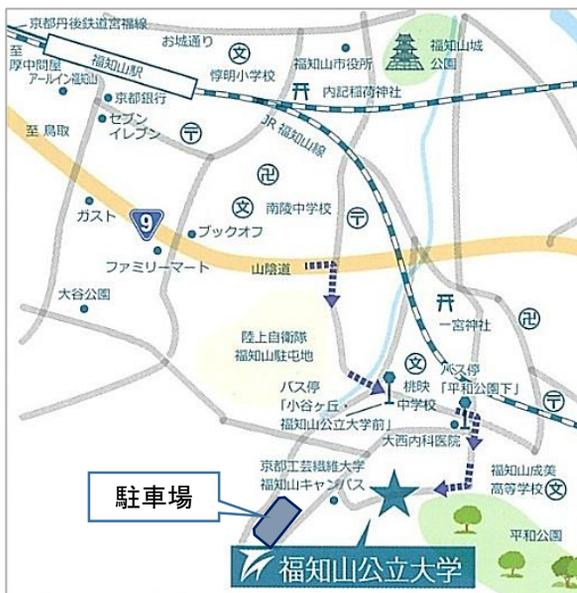 京都丹後鉄道宮福線
至
厚中問屋
福知山駅
お城通り
惇明小学校
福知山市役所
福知山城
公園
アールイン福知山
京都銀行
セブン
イレブン
内記稲荷神社
JR 福知山線
至 鳥取
ガスト
9
ブックオフ
南陵中学校
ファミリーマート
山陰道
大谷公園
陸上自衛隊
福知山駐屯地
一宮神社
バス停
「小谷ヶ丘・
福知山公立大学前」
桃映
中学校
バス停
「平和公園下」
大西内科医院
京都工芸繊維大学
福知山キャンパス
福知山成美
高等学校
駐車場
平和公園
福知山公立大学